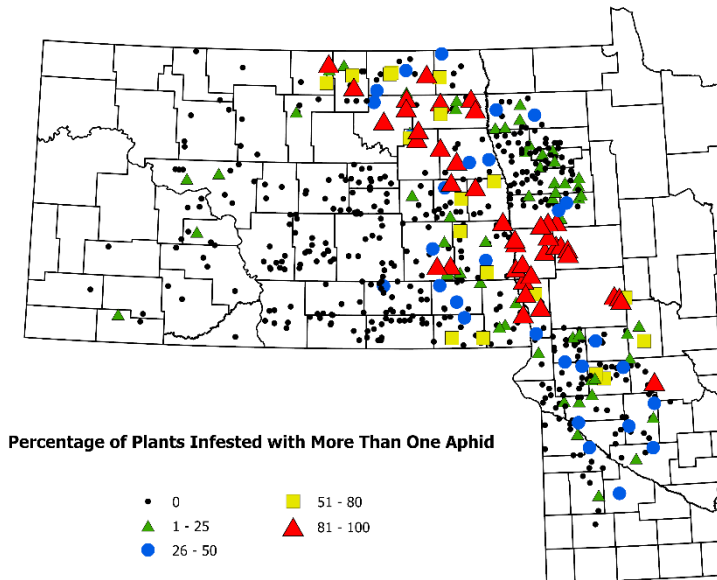 Percentage of Plants Infested with More Than One Aphid
0
1 - 25
26 - 50
51 - 80
81 - 100